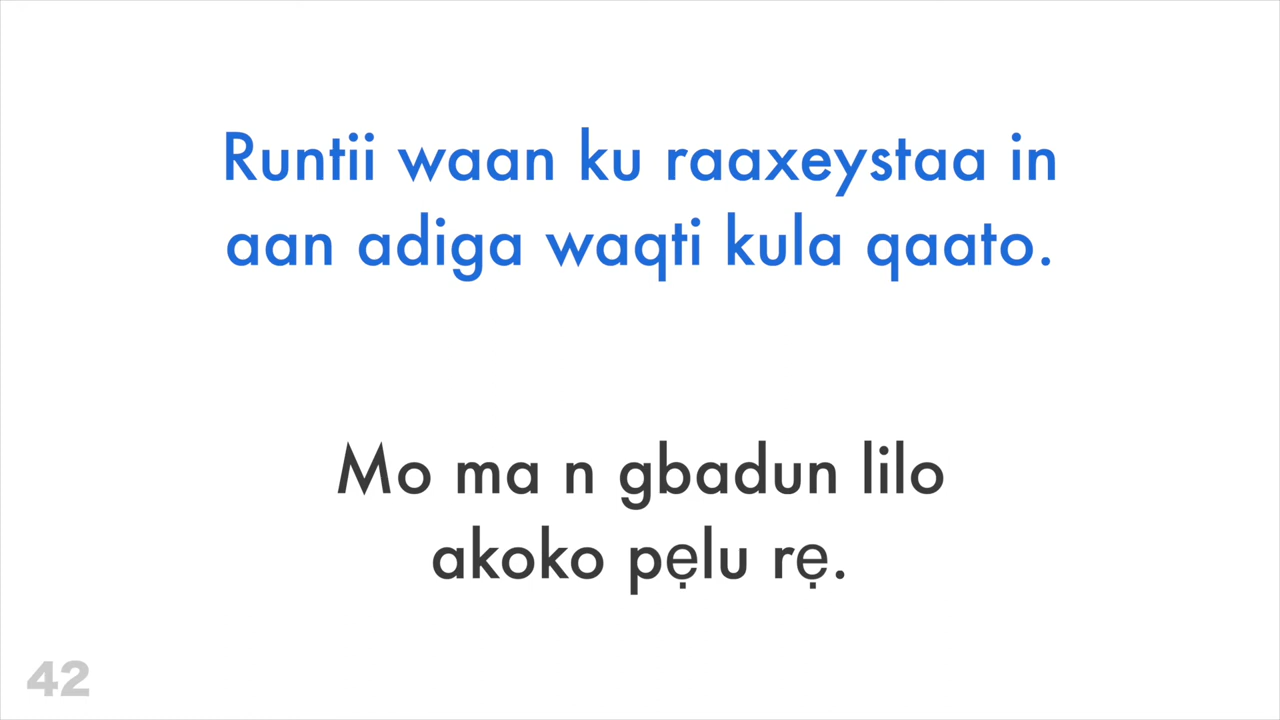 Runtii waan ku raaxeystaa in
aan adiga waqti kula qaato.
Mo ma n gbadun lilo
akoko pẹlu rẹ.
42